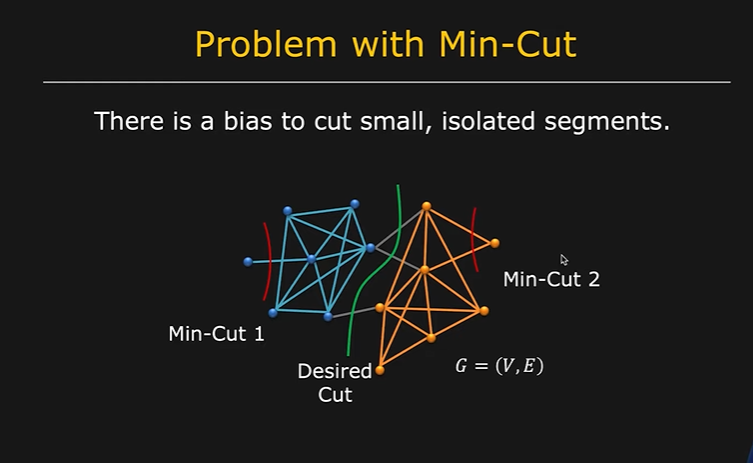 Problem with Min-Cut
There is a bias to cut small, isolated segments.
Min-Cut 2
Min-Cut 1
Desired
Cut
G = (V, E)